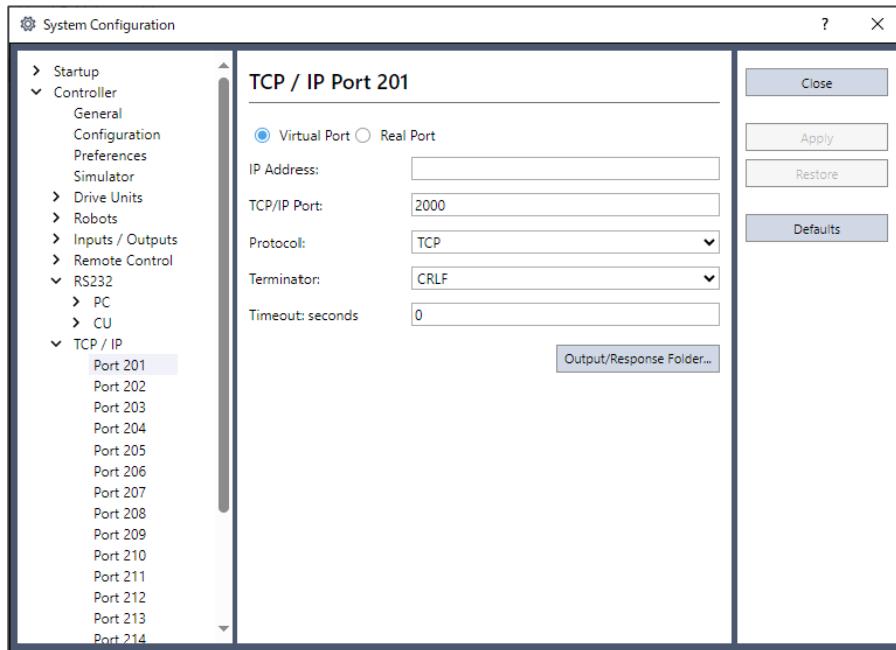 System Configuration
?
Startup
Controller
General
Configuration
Preferences
Simulator
Drive Units
Robots
Inputs / Outputs
Remote Control
RS232
PC
CU
TCP / IP
Port 201
Port 202
Port 203
Port 204
Port 205
Port 206
Port 207
Port 208
Port 209
Port 210
Port 211
Port 212
Port 213
Port 214
TCP / IP Port 201
Virtual Port Real Port
IP Address:
TCP/IP Port: 2000
Protocol: TCP
Terminator: CRLF
Timeout: seconds 0
Output/Response Folder...
Close
Apply
Restore
Defaults